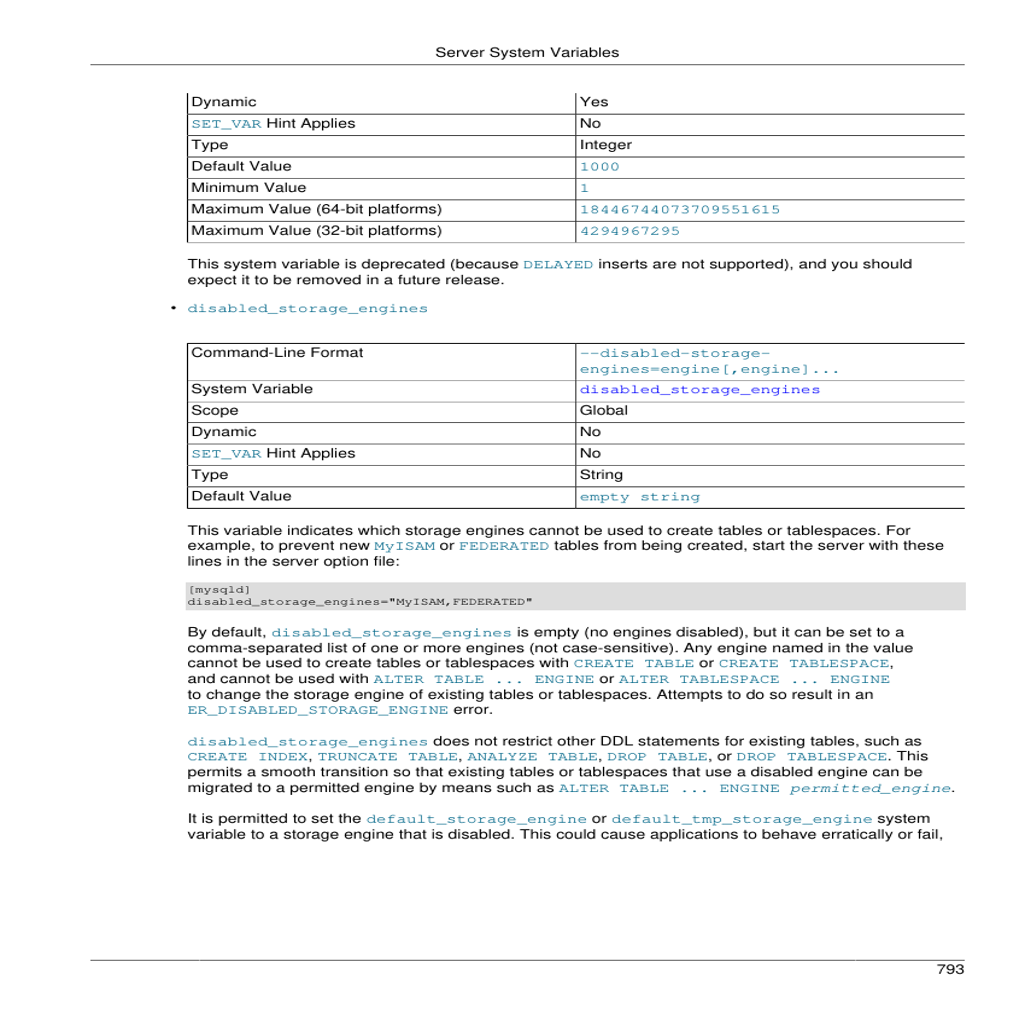 Server System Variables
Dynamic Yes
SET_VAR Hint Applies No
Type Integer
Default Value 1000
Minimum Value 1
Maximum Value (64-bit platforms) 18446744073709551615
Maximum Value (32-bit platforms) 4294967295
This system variable is deprecated (because DELAYED inserts are not supported), and you should
expect it to be removed in a future release.
• disabled_storage_engines
Command-Line Format --disabled-storage-
engines=engine[,engine]...
System Variable disabled_storage_engines
Scope Global
Dynamic No
SET_VAR Hint Applies No
Type String
Default Value empty string
This variable indicates which storage engines cannot be used to create tables or tablespaces. For
example, to prevent new MyISAM or FEDERATED tables from being created, start the server with these
lines in the server option file:
[mysqld]
disabled_storage_engines="MyISAM,FEDERATED"
By default, disabled_storage_engines is empty (no engines disabled), but it can be set to a
comma-separated list of one or more engines (not case-sensitive). Any engine named in the value
cannot be used to create tables or tablespaces with CREATE TABLE or CREATE TABLESPACE,
and cannot be used with ALTER TABLE ... ENGINE or ALTER TABLESPACE ... ENGINE
to change the storage engine of existing tables or tablespaces. Attempts to do so result in an
ER_DISABLED_STORAGE_ENGINE error.
disabled_storage_engines does not restrict other DDL statements for existing tables, such as
CREATE INDEX, TRUNCATE TABLE, ANALYZE TABLE, DROP TABLE, or DROP TABLESPACE. This
permits a smooth transition so that existing tables or tablespaces that use a disabled engine can be
migrated to a permitted engine by means such as ALTER TABLE ... ENGINE permitted_engine.
It is permitted to set the default_storage_engine or default_tmp_storage_engine system
variable to a storage engine that is disabled. This could cause applications to behave erratically or fail,
793